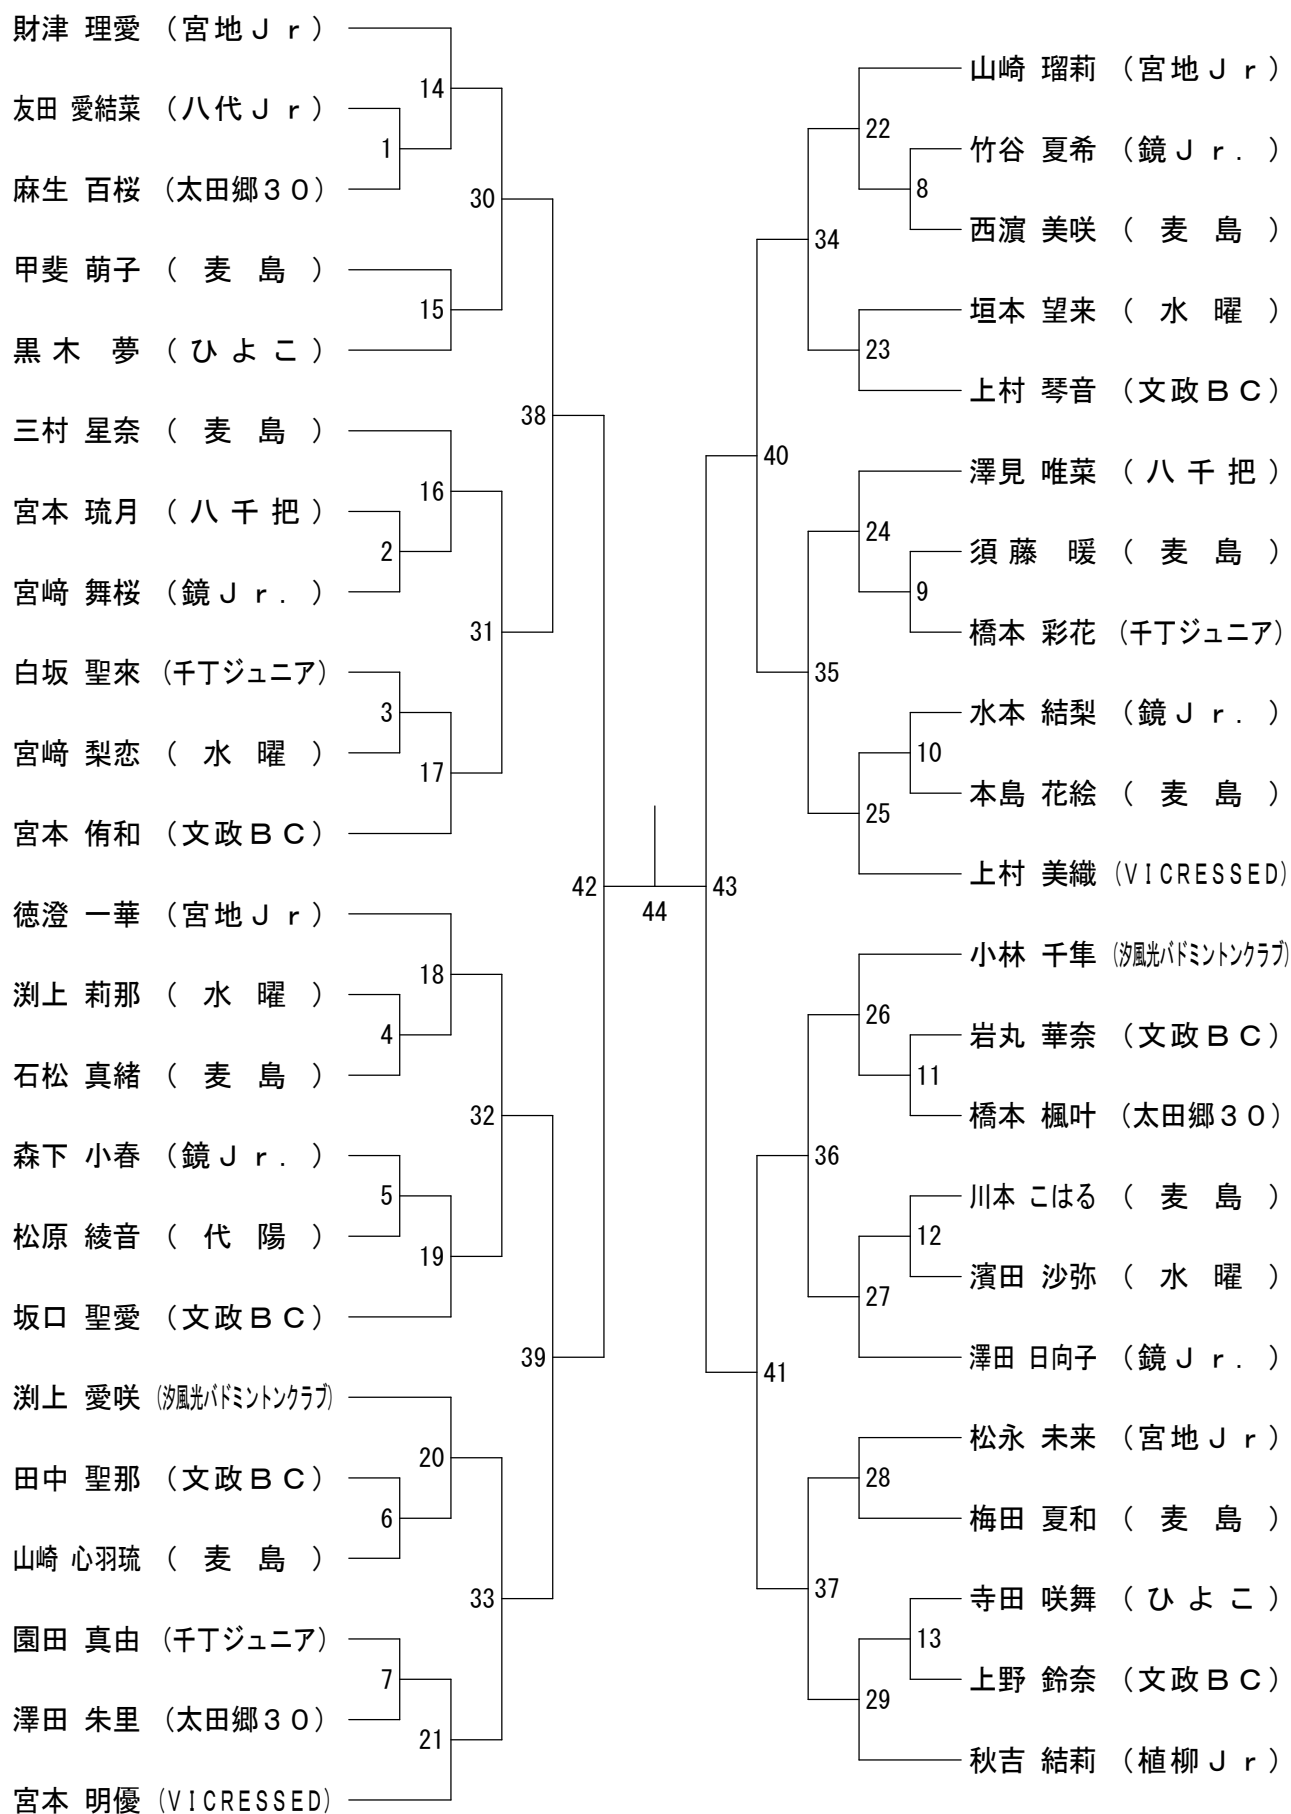 財津 理愛 （宮地Ｊｒ）
友田 愛結菜 （八代Ｊｒ）
麻生 百桜 （太田郷３０）
甲斐 萌子 （麦島）
黒木 夢 （ひよこ）
三村 星奈 （麦島）
宮本 琉月 （八千把）
宮﨑 舞桜 （鏡Ｊｒ．）
白坂 聖來 （千丁ジュニア）
宮﨑 梨恋 （水曜）
宮本 侑和 （文政ＢＣ）
徳澄 一華 （宮地Ｊｒ）
渕上 莉那 （水曜）
石松 真緒 （麦島）
森下 小春 （鏡Ｊｒ．）
松原 綾音 （代陽）
坂口 聖愛 （文政ＢＣ）
渕上 愛咲 （汐風光バドミントンクラブ）
田中 聖那 （文政ＢＣ）
山崎 心羽琉 （麦島）
園田 真由 （千丁ジュニア）
澤田 朱里 （太田郷３０）
宮本 明優 （ＶＩＣＲＥＳＳＥＤ）
1
2
3
4
5
6
7
14
15
16
17
18
19
20
21
30
31
32
33
38
39
42
44
43
40
41
34
35
36
37
22
23
24
25
26
27
28
29
8
9
10
11
12
13
山崎 瑠莉 （宮地Ｊｒ）
竹谷 夏希 （鏡Ｊｒ．）
西濵 美咲 （麦島）
垣本 望来 （水曜）
上村 琴音 （文政ＢＣ）
澤見 唯菜 （八千把）
須藤 暖 （麦島）
橋本 彩花 （千丁ジュニア）
水本 結梨 （鏡Ｊｒ．）
本島 花絵 （麦島）
上村 美織 （ＶＩＣＲＥＳＳＥＤ）
小林 千隼 （汐風光バドミントンクラブ）
岩丸 華奈 （文政ＢＣ）
橋本 楓叶 （太田郷３０）
川本 こはる （麦島）
濱田 沙弥 （水曜）
澤田 日向子 （鏡Ｊｒ．）
松永 未来 （宮地Ｊｒ）
梅田 夏和 （麦島）
寺田 咲舞 （ひよこ）
上野 鈴奈 （文政ＢＣ）
秋吉 結莉 （植柳Ｊｒ）